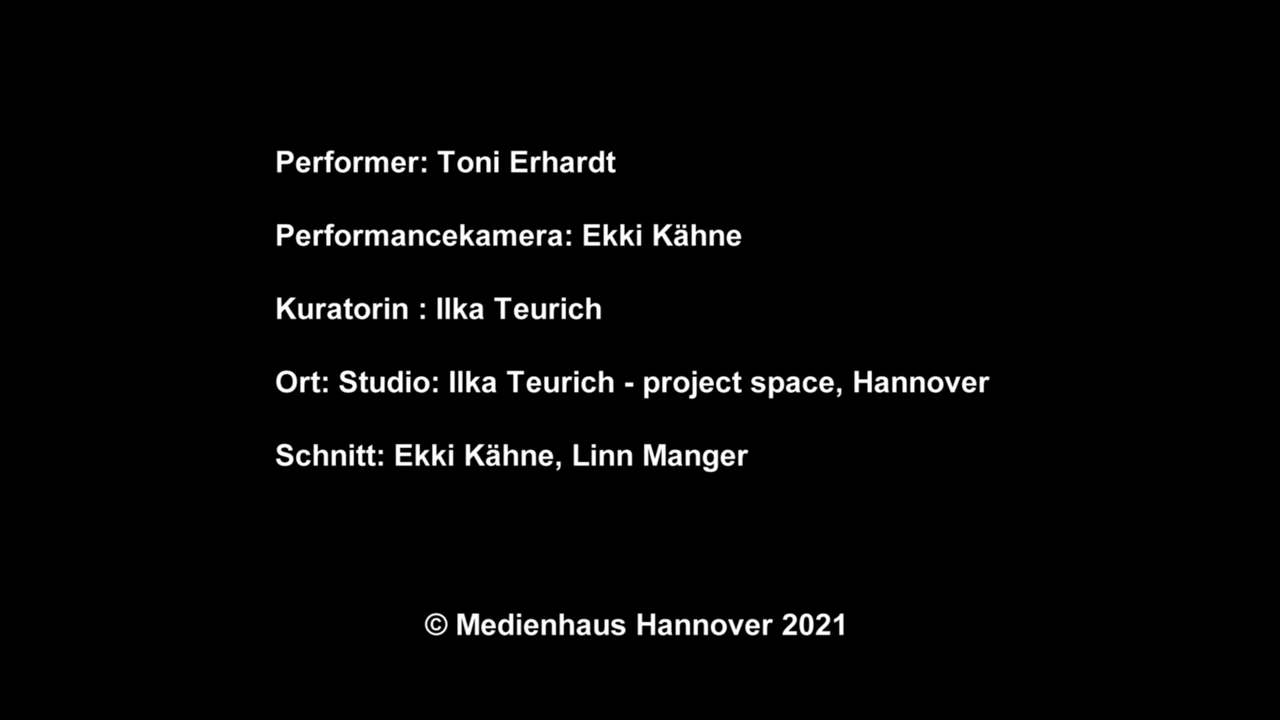 Performer: Toni Erhardt
Performancekamera: Ekki Kähne
Kuratorin : Ilka Teurich
Ort: Studio: Ilka Teurich - project space, Hannover
Schnitt: Ekki Kähne, Linn Manger
© Medienhaus Hannover 2021